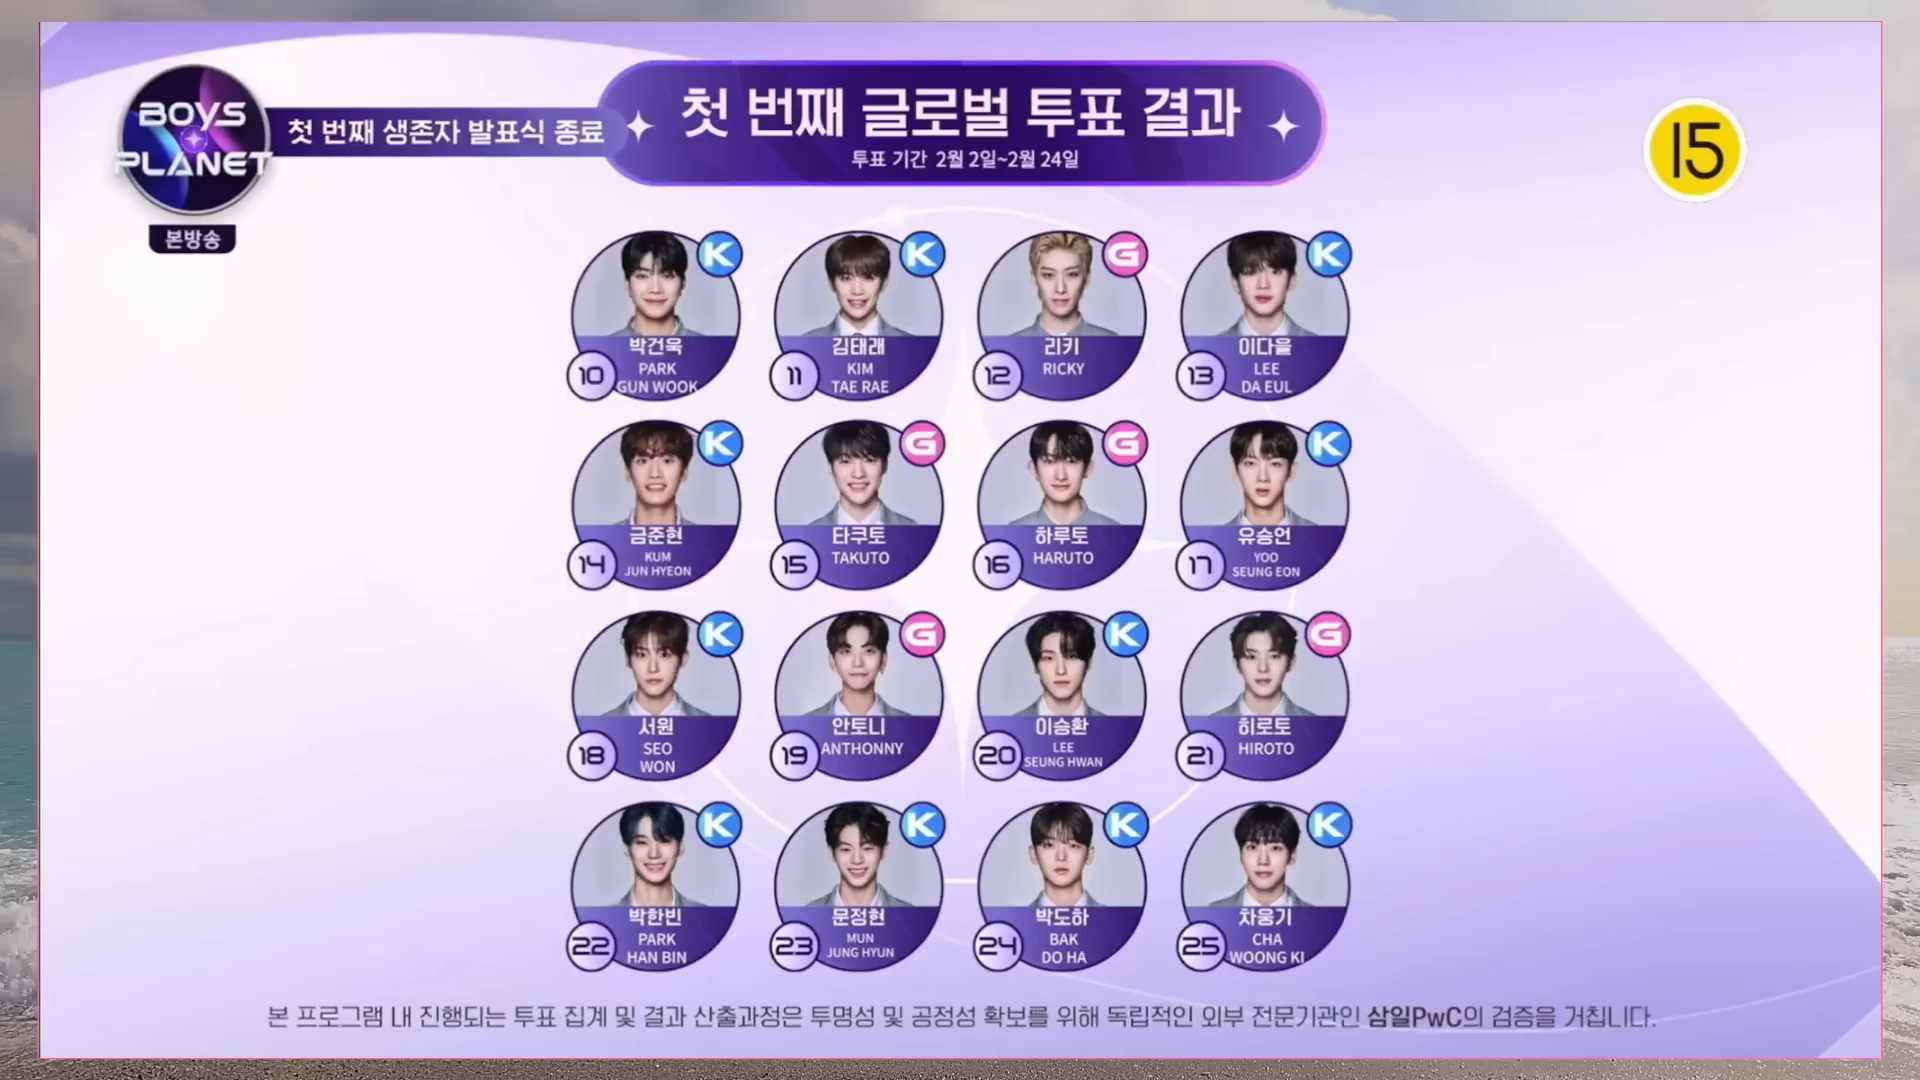 BOYS
PLANET
본방송
첫 번째 생존자 발표식 종료
첫 번째 글로벌 투표 결과
투표 기간 2월 2일~2월 24일
15
K
박건욱
10
PARK
GUN WOOK
K
김태래
11
KIM
TAE RAE
G
리키
12
RICKY
K
이다을
13
LEE
DA EUL
K
금준현
14
KUM
JUN HYEON
G
타쿠토
15
TAKUTO
G
하루토
16
HARUTO
K
유승언
17
YOO
SEUNG EON
K
서원
18
SEO
WON
G
안토니
19
ANTHONNY
K
이승환
20
LEE
SEUNG HWAN
G
히로토
21
HIROTO
K
박한빈
22
PARK
HAN BIN
K
문정현
23
MUN
JUNG HYUN
K
박도하
24
BAK
DO HA
K
차웅기
25
CHA
WOONG KI
본 프로그램 내 진행되는 투표 집계 및 결과 산출과정은 투명성 및 공정성 확보를 위해 독립적인 외부 전문기관인 삼일PwC의 검증을 거칩니다.